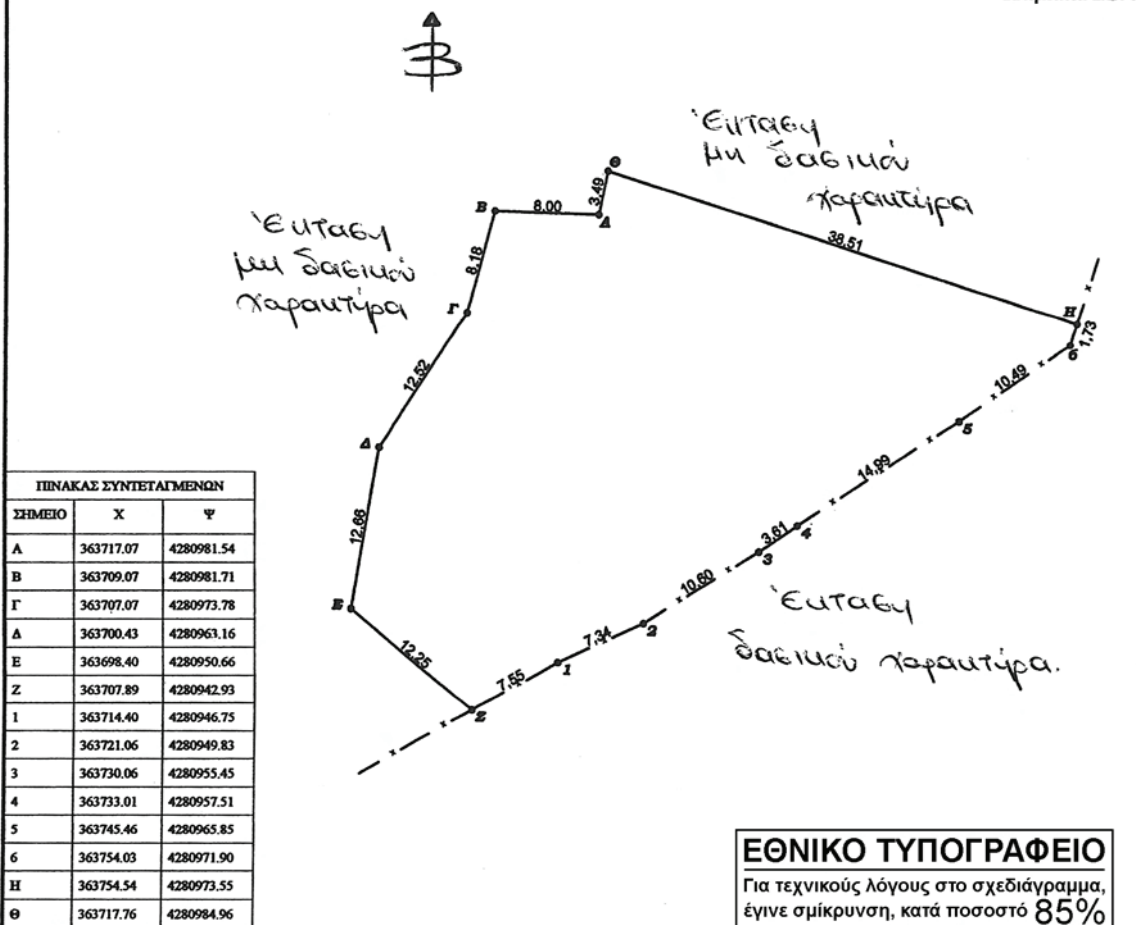 Β
Έκταση
μη δασικού
χαρακτήρα
Έκταση
μη δασικού
χαρακτήρα
Θ
3,49
Β
8,00
Α
8,18
38,51
Γ
Η
1,73
6
12,52
10,49
5
Δ
14,99
12,66
4
3,61
3
10,60
Ε
Έκταση
δασικού χαρακτήρα.
2
7,34
12,25
1
7,55
Ζ
ΠΙΝΑΚΑΣ ΣΥΝΤΕΤΑΓΜΕΝΩΝ
ΣΗΜΕΙΟ Χ Ψ
Α 363717.07 4280981.54
Β 363709.07 4280981.71
Γ 363707.07 4280973.78
Δ 363700.43 4280963.16
Ε 363698.40 4280950.66
Ζ 363707.89 4280942.93
1 363714.40 4280946.75
2 363721.06 4280949.83
3 363730.06 4280955.45
4 363733.01 4280957.51
5 363745.46 4280965.85
6 363754.03 4280971.90
Η 363754.54 4280973.55
Θ 363717.76 4280984.96
ΕΘΝΙΚΟ ΤΥΠΟΓΡΑΦΕΙΟ
Για τεχνικούς λόγους στο σχεδιάγραμμα,
έγινε σμίκρυνση, κατά ποσοστό 85%